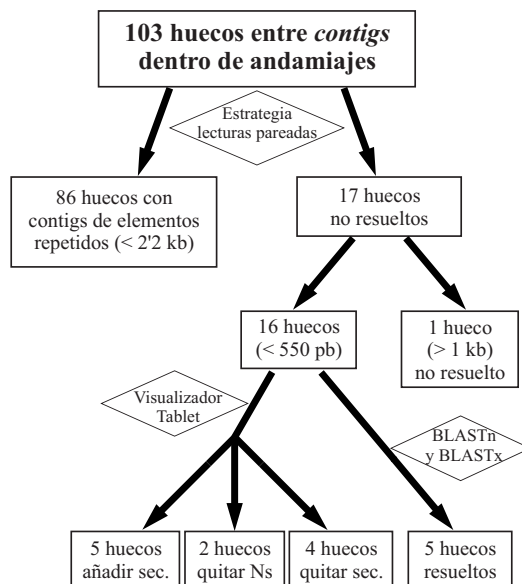 103 huecos entre contigs
dentro de andamiajes
Estrategia
lecturas pareadas
86 huecos con
contigs de elementos
repetidos (< 2'2 kb)
17 huecos
no resueltos
16 huecos
(< 550 pb)
1 hueco
(> 1 kb)
no resuelto
Visualizador
Tablet
BLASTn
y BLASTx
5 huecos
añadir sec.
2 huecos
quitar Ns
4 huecos
quitar sec.
5 huecos
resueltos